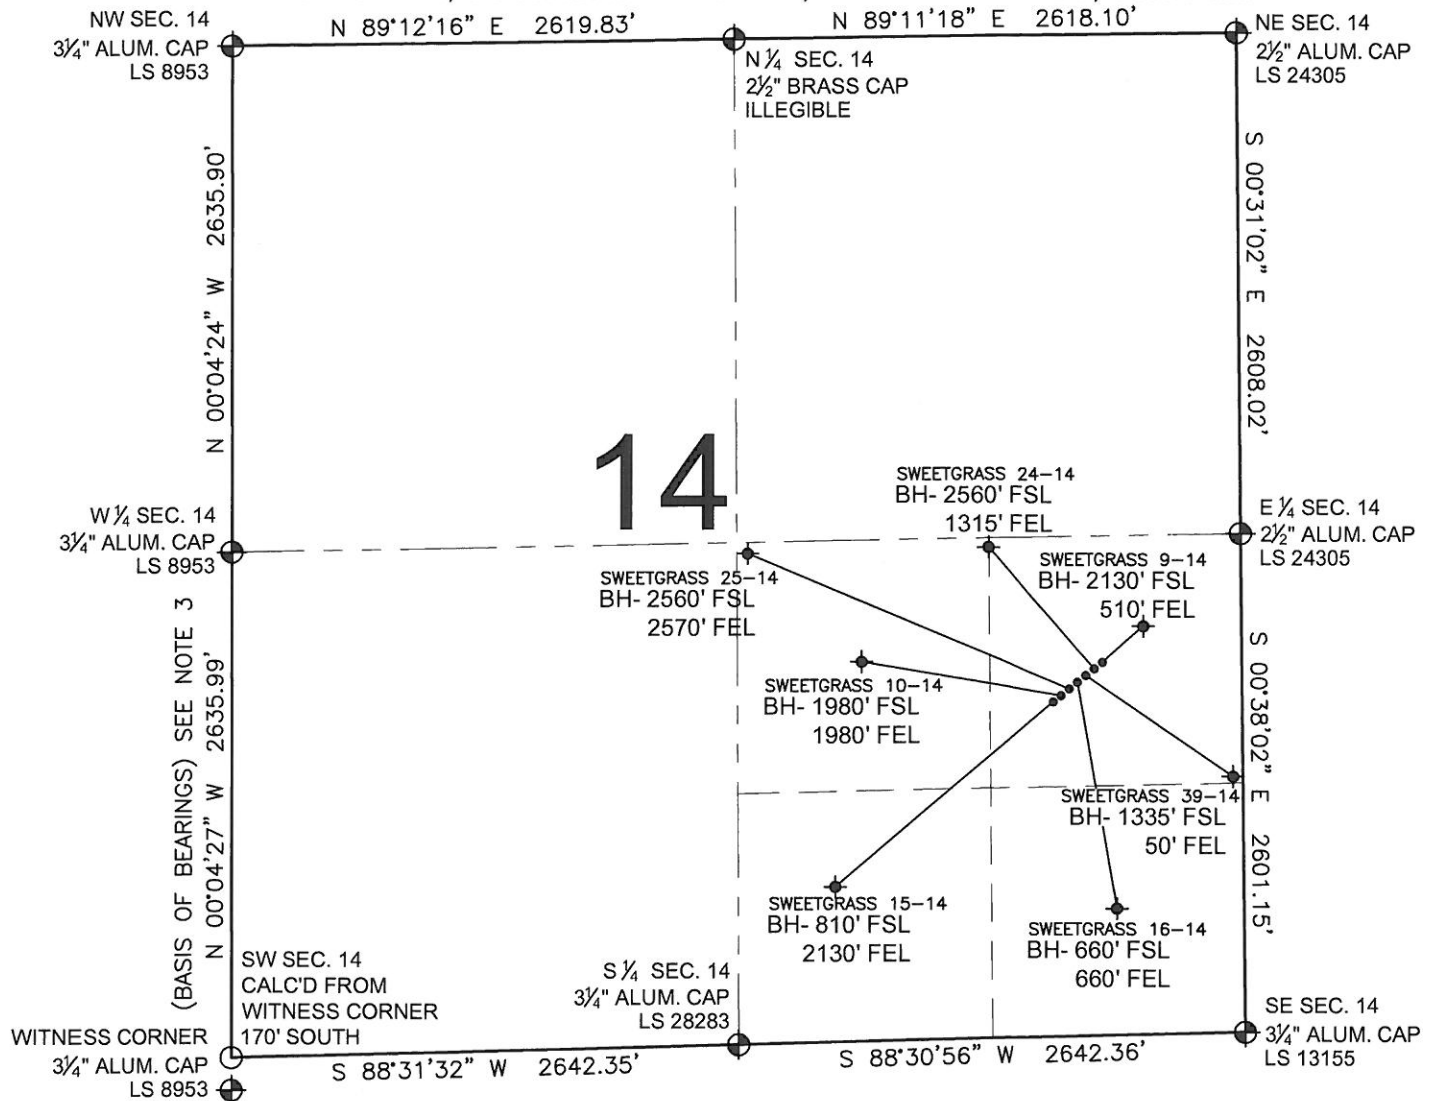 NW SEC. 14
3¼" ALUM. CAP
LS 8953
N 89°12'16" E 2619.83'
N 89°11'18" E 2618.10'
NE SEC. 14
2½" ALUM. CAP
LS 24305
N ¼ SEC. 14
2½" BRASS CAP
ILLEGIBLE
N 00°04'24" W 2635.90'
S 00°31'02" E 2608.02'
14
W ¼ SEC. 14
3¼" ALUM. CAP
LS 8953
SWEETGRASS 24-14
BH- 2560' FSL
1315' FEL
E ¼ SEC. 14
2½" ALUM. CAP
LS 24305
SWEETGRASS 9-14
BH- 2130' FSL
510' FEL
SWEETGRASS 25-14
BH- 2560' FSL
2570' FEL
SWEETGRASS 10-14
BH- 1980' FSL
1980' FEL
(BASIS OF BEARINGS) SEE NOTE 3
N 00°04'27" W 2635.99'
S 00°38'02" E 2601.15'
SWEETGRASS 39-14
BH- 1335' FSL
50' FEL
SWEETGRASS 15-14
BH- 810' FSL
2130' FEL
SWEETGRASS 16-14
BH- 660' FSL
660' FEL
SW SEC. 14
CALC'D FROM
WITNESS CORNER
170' SOUTH
S ¼ SEC. 14
3¼" ALUM. CAP
LS 28283
WITNESS CORNER
3¼" ALUM. CAP
LS 8953
S 88°31'32" W 2642.35'
S 88°30'56" W 2642.36'
SE SEC. 14
3¼" ALUM. CAP
LS 13155